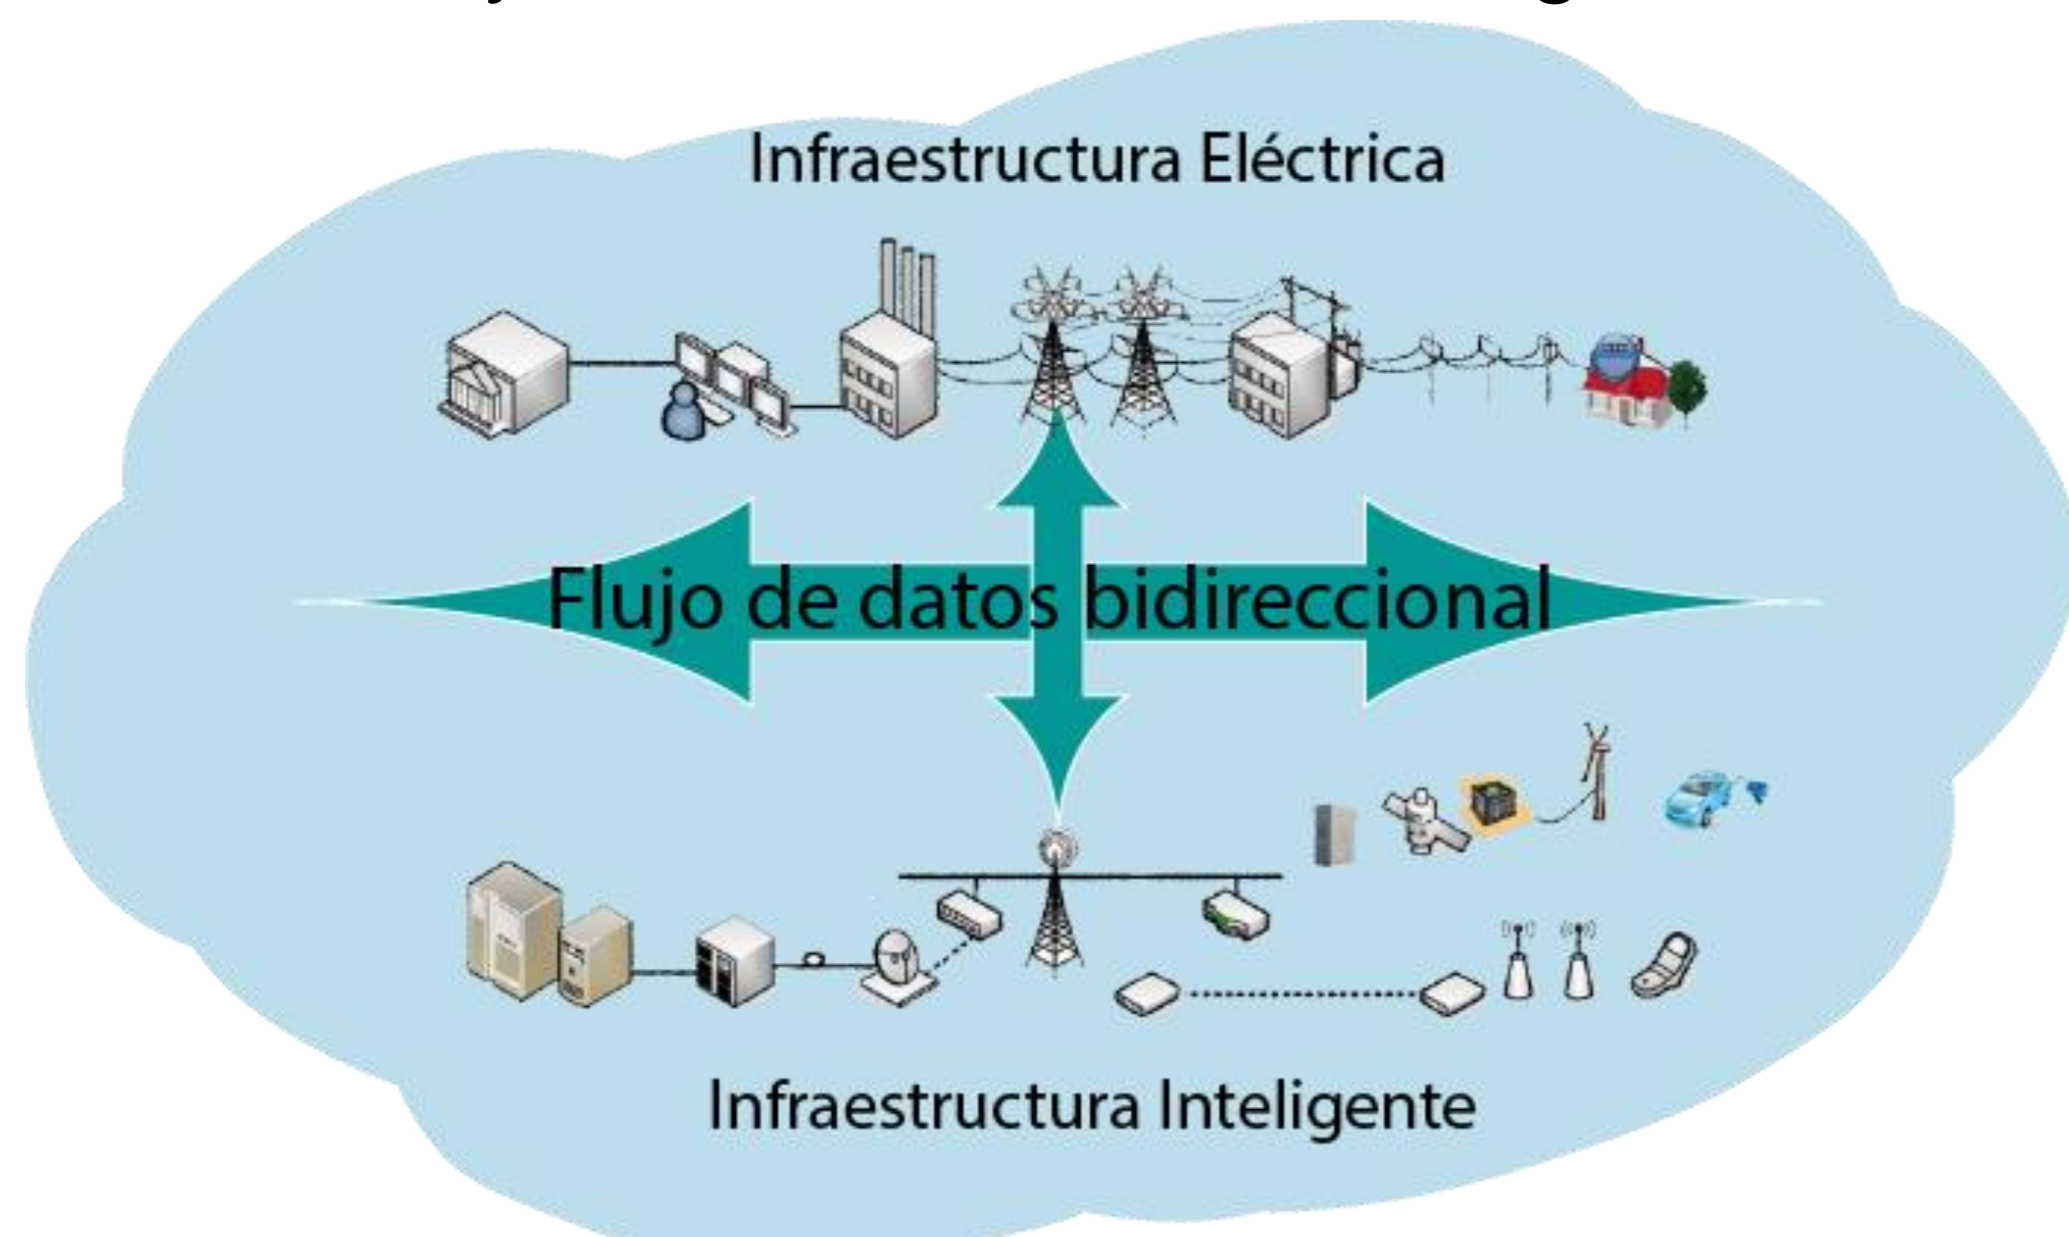 Infraestructura Eléctrica
Flujo de datos bidireccional
Infraestructura Inteligente